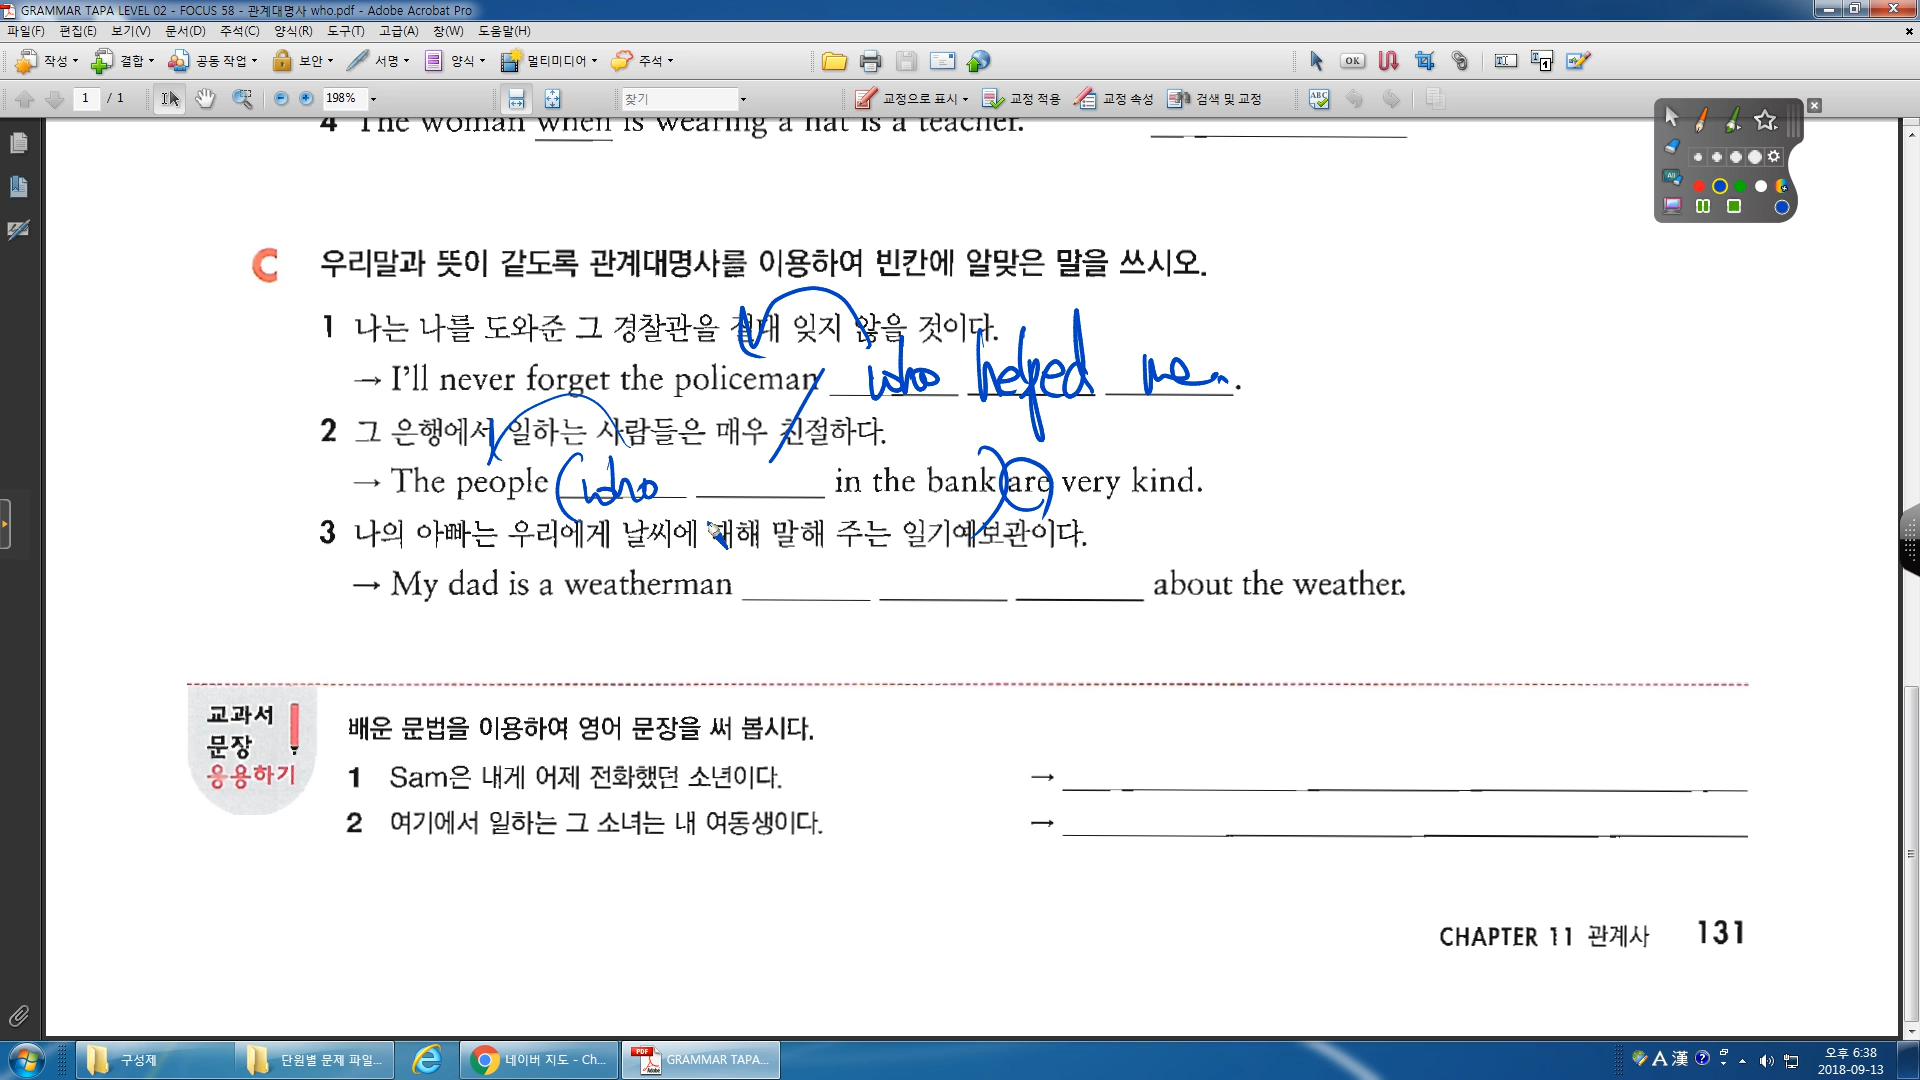 GRAMMAR TAPA LEVEL 02 - FOCUS 58 - 관계대명사 who.pdf - Adobe Acrobat Pro
파일(F) 편집(E) 보기(V) 문서(D) 주석(C) 양식(R) 도구(T) 고급(A) 창(W) 도움말(H)
작성 결합 공동 작업 보안 서명 양식 멀티미디어 주석 OK
1 / 1 198% 찾기 교정으로 표시 교정 적용 교정 속성 검색 및 교정 ABC
4 The woman when is wearing a hat is a teacher.
C 우리말과 뜻이 같도록 관계대명사를 이용하여 빈칸에 알맞은 말을 쓰시오.
1 나는 나를 도와준 그 경찰관을 절대 잊지 않을 것이다.
→ I'll never forget the policeman who helped me.
2 그 은행에서 일하는 사람들은 매우 친절하다.
→ The people who in the bank are very kind.
3 나의 아빠는 우리에게 날씨에 대해 말해 주는 일기예보관이다.
→ My dad is a weatherman about the weather.
교과서
문장
응용하기
배운 문법을 이용하여 영어 문장을 써 봅시다.
1 Sam은 내게 어제 전화했던 소년이다. →
2 여기에서 일하는 그 소녀는 내 여동생이다. →
CHAPTER 11 관계사 131
구성제 단원별 문제 파일... 네이버 지도 - Ch... GRAMMAR TAPA...
A 漢
오후 6:38
2018-09-13